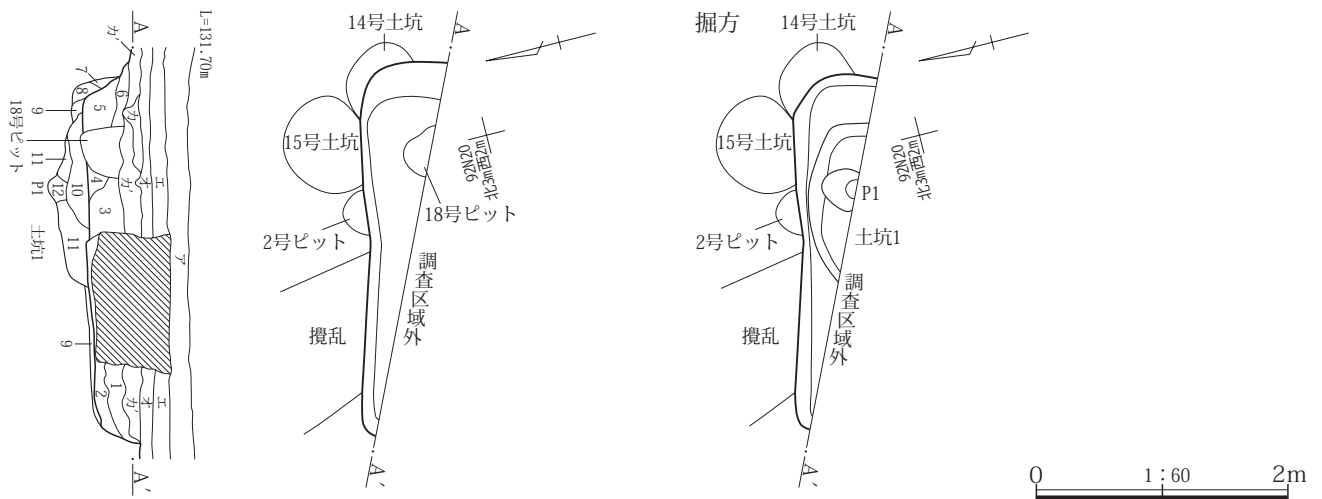 L=131.70m
A
カ'
7
8
5
6
カ
9
18号ピット
11
P1
12
10
4
カ'
オ
エ
3
土坑1
11
ア
9
2
1
カ'
オ
エ
A'
14号土坑
A
15号土坑
92N20
北3m西2m
18号ピット
2号ピット
調査区域外
攪乱
A'
掘方
14号土坑
A
15号土坑
92N20
北3m西2m
P1
2号ピット
土坑1
調査区域外
攪乱
A'
0 1:60 2m